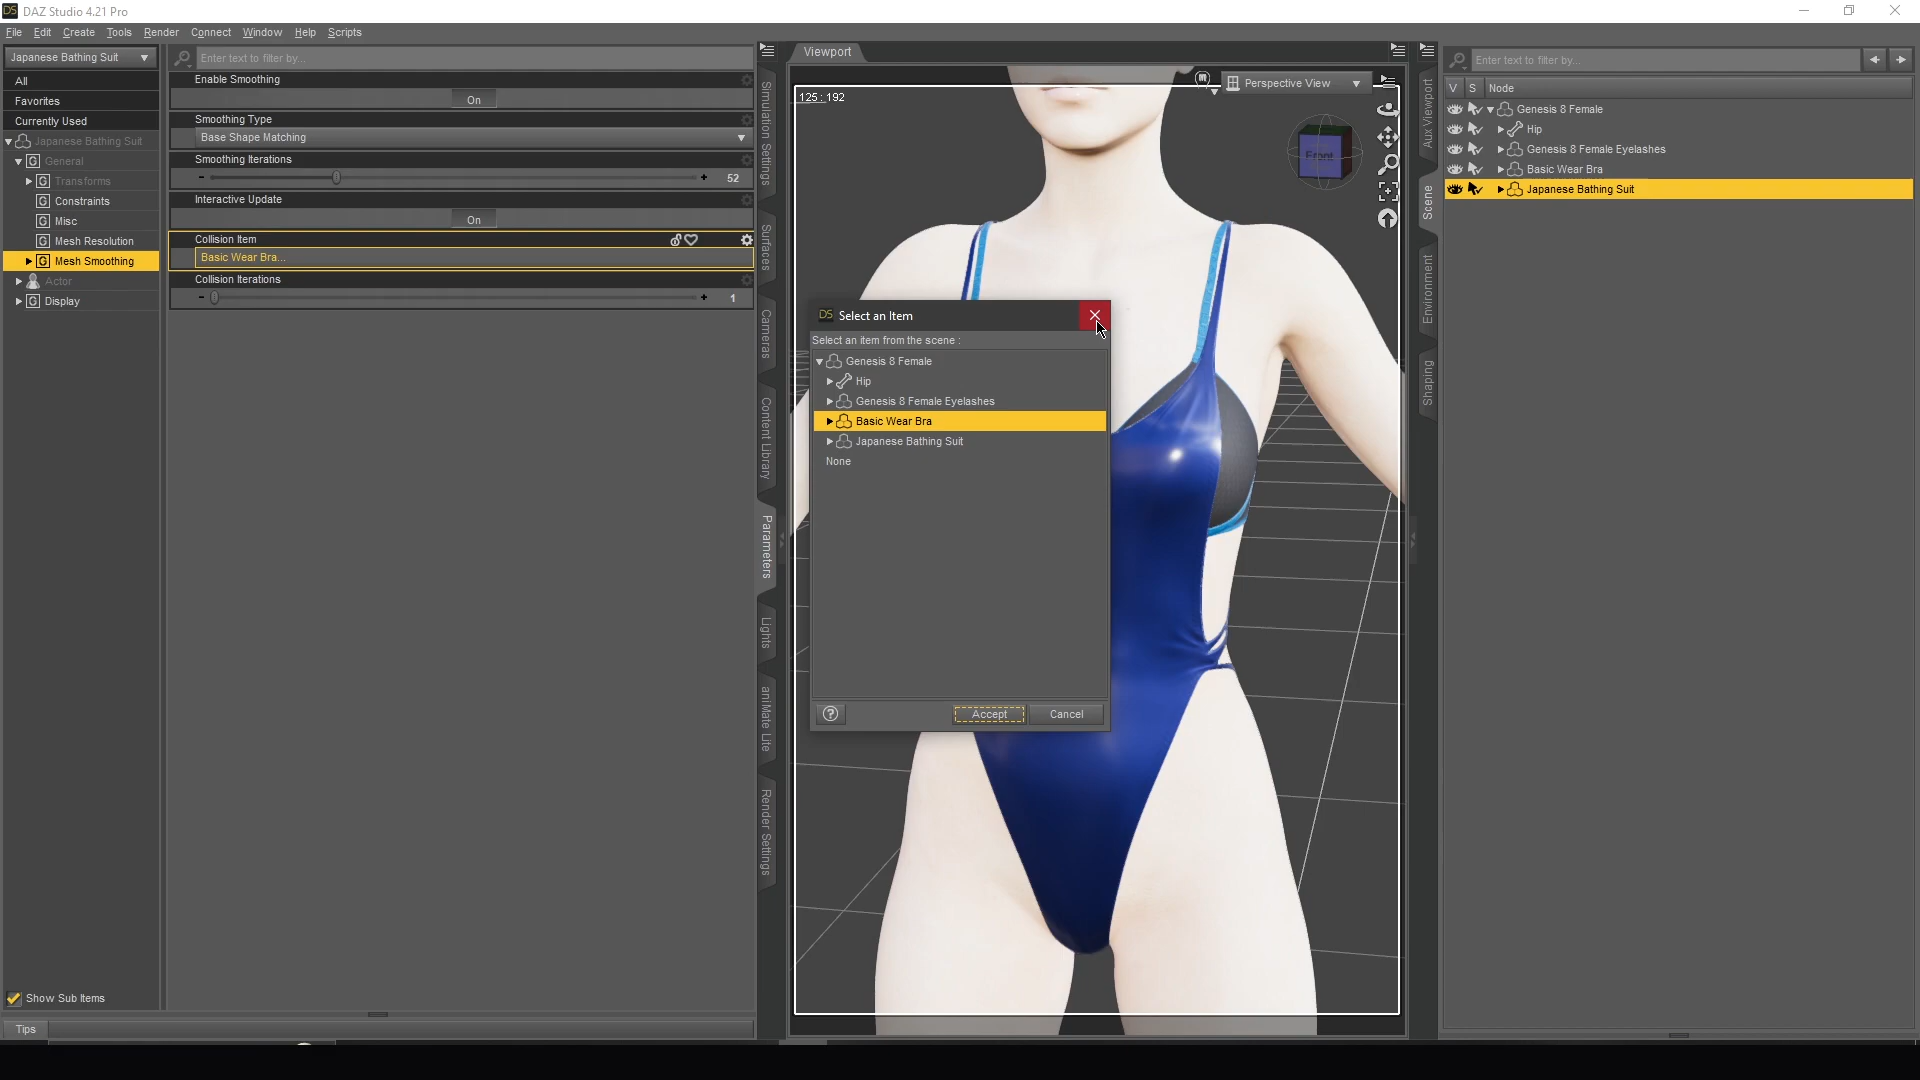 DS DAZ Studio 4.21 Pro
File Edit Create Tools Render Connect Window Help Scripts
Japanese Bathing Suit
All
Favorites
Currently Used
Japanese Bathing Suit
G General
G Transforms
G Constraints
G Misc
G Mesh Resolution
G Mesh Smoothing
Actor
G Display
Show Sub Items
Tips
Enter text to filter by...
Enable Smoothing
On
Smoothing Type
Base Shape Matching
Smoothing Iterations
- + 52
Interactive Update
On
Collision Item
Basic Wear Bra...
Collision Iterations
- + 1
Simulation Settings
Surfaces
Cameras
Content Library
Parameters
Lights
aniMate Lite
Render Settings
Viewport
125 : 192
Perspective View
Front
DS Select an Item
Select an item from the scene :
Genesis 8 Female
Hip
Genesis 8 Female Eyelashes
Basic Wear Bra
Japanese Bathing Suit
None
? Accept Cancel
Aux Viewport
Scene
Environment
Shaping
Enter text to filter by...
V S Node
Genesis 8 Female
Hip
Genesis 8 Female Eyelashes
Basic Wear Bra
Japanese Bathing Suit